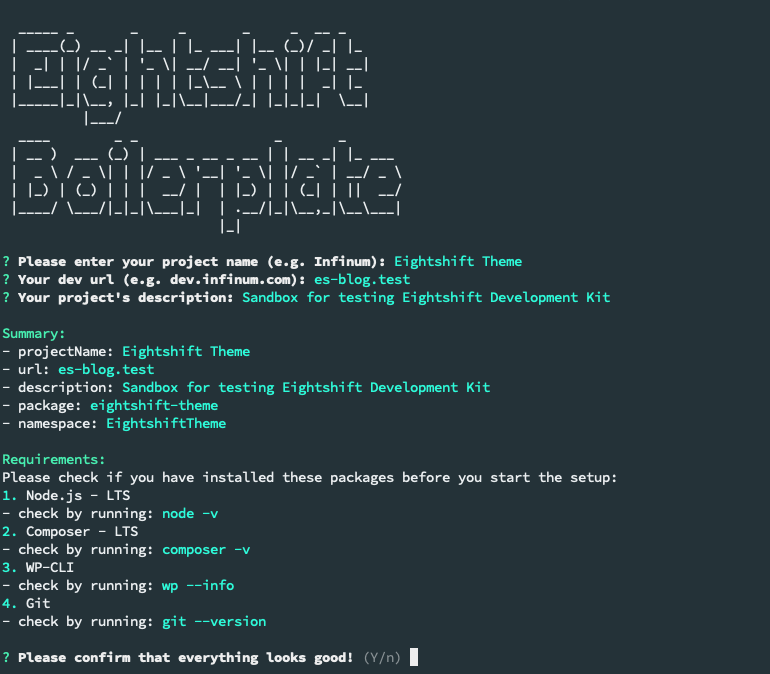 Eightshift
Boilerplate
? Please enter your project name (e.g. Infinum): Eightshift Theme
? Your dev url (e.g. dev.infinum.com): es-blog.test
? Your project's description: Sandbox for testing Eightshift Development Kit
Summary:
- projectName: Eightshift Theme
- url: es-blog.test
- description: Sandbox for testing Eightshift Development Kit
- package: eightshift-theme
- namespace: EightshiftTheme
Requirements:
Please check if you have installed these packages before you start the setup:
1. Node.js - LTS
- check by running: node -v
2. Composer - LTS
- check by running: composer -v
3. WP-CLI
- check by running: wp --info
4. Git
- check by running: git --version
? Please confirm that everything looks good! (Y/n)